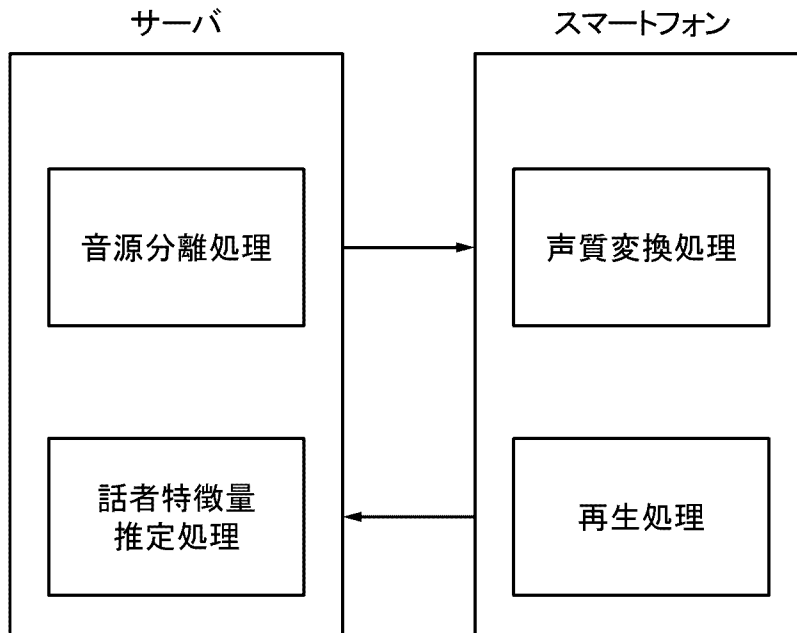 サーバ
スマートフォン
音源分離処理
声質変換処理
話者特徴量
推定処理
再生処理